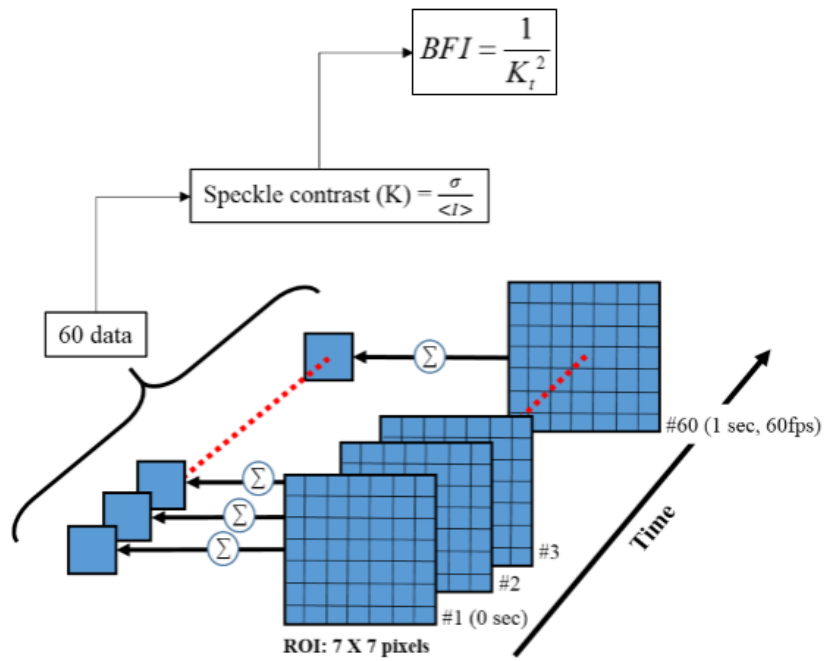 BFI = 1/K_t^2
Speckle contrast (K) = σ/<I>
60 data
Σ
#60 (1 sec, 60fps)
Σ
Σ
Σ
#3
#2
#1 (0 sec)
Time
ROI: 7 X 7 pixels